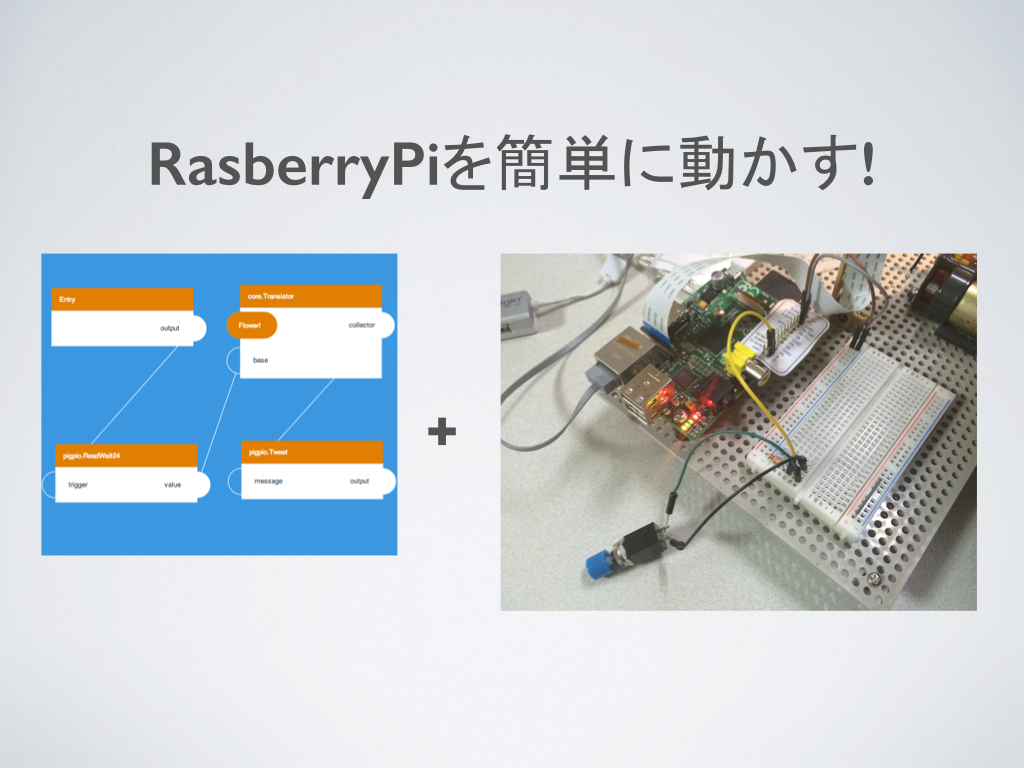 RasberryPiを簡単に動かす!
Entry
output
core.Transistor
Flower!
collector
base
+
pigpio.ReadWait24
trigger
value
pigpio.Tweet
message
output